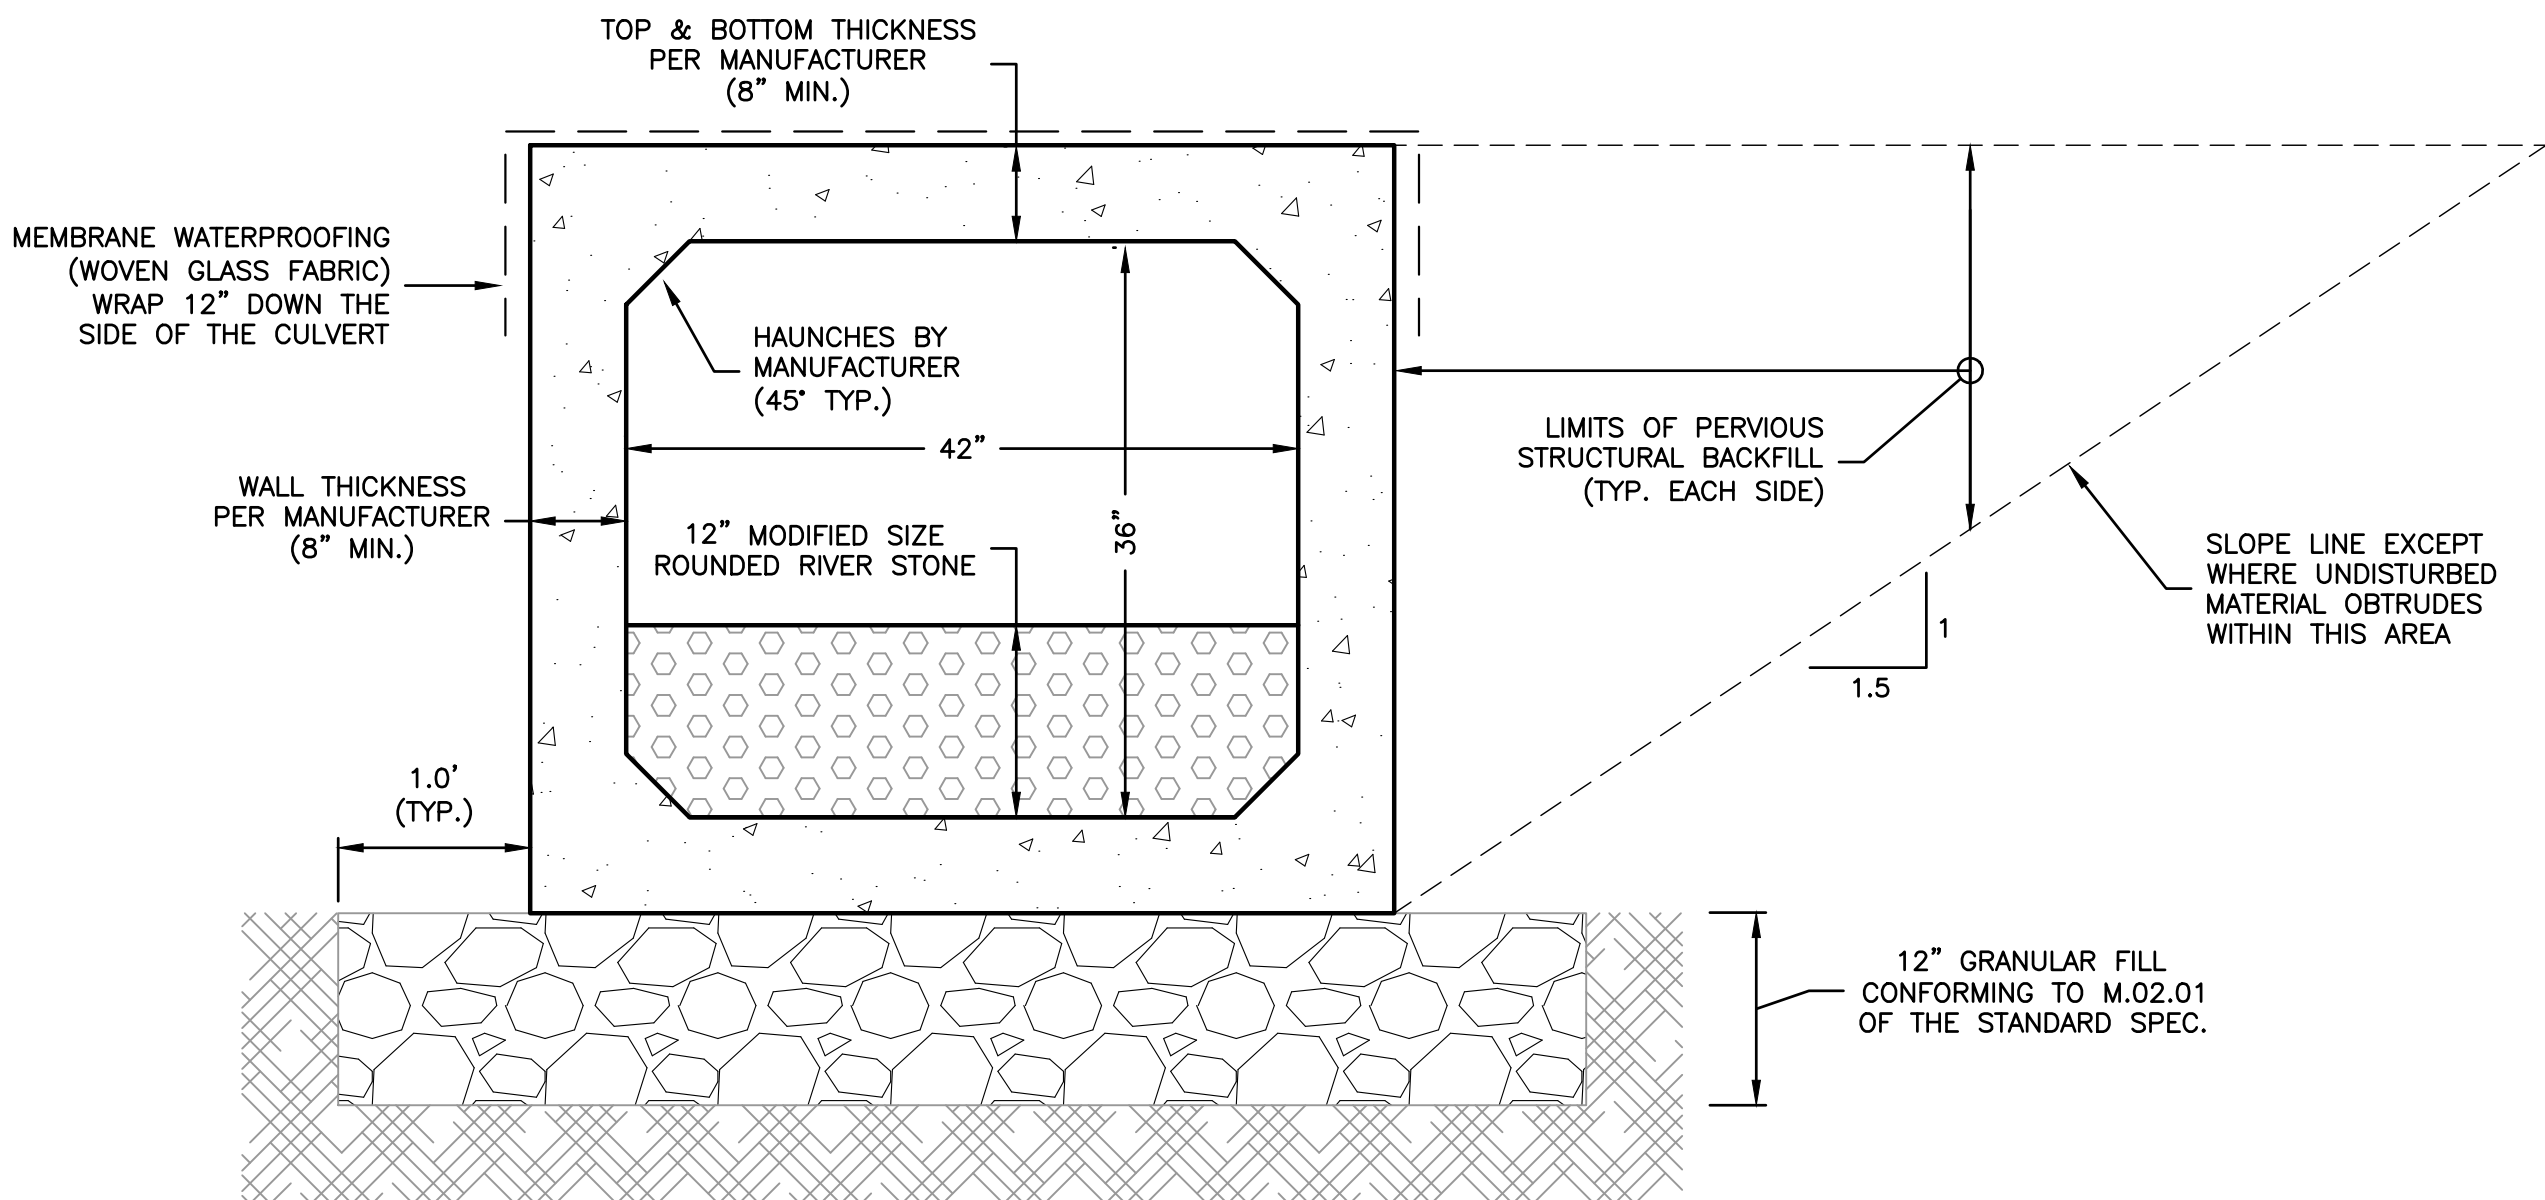 TOP & BOTTOM THICKNESS
PER MANUFACTURER
(8" MIN.)
MEMBRANE WATERPROOFING
(WOVEN GLASS FABRIC)
WRAP 12" DOWN THE
SIDE OF THE CULVERT
HAUNCHES BY
MANUFACTURER
(45° TYP.)
42"
LIMITS OF PERVIOUS
STRUCTURAL BACKFILL
(TYP. EACH SIDE)
WALL THICKNESS
PER MANUFACTURER
(8" MIN.)
12" MODIFIED SIZE
ROUNDED RIVER STONE
36"
SLOPE LINE EXCEPT
WHERE UNDISTURBED
MATERIAL OBTRUDES
WITHIN THIS AREA
1
1.5
1.0'
(TYP.)
12" GRANULAR FILL
CONFORMING TO M.02.01
OF THE STANDARD SPEC.